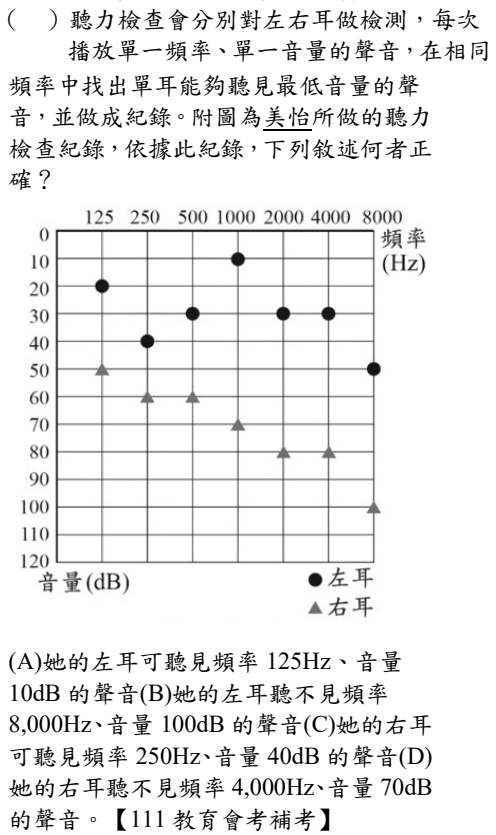 （　）聽力檢查會分別對左右耳做檢測，每次
播放單一頻率、單一音量的聲音，在相同
頻率中找出單耳能夠聽見最低音量的聲
音，並做成紀錄。附圖為美怡所做的聽力
檢查紀錄，依據此紀錄，下列敘述何者正
確？
125 250 500 1000 2000 4000 8000
頻率
(Hz)
0
10
20
30
40
50
60
70
80
90
100
110
120
音量(dB)
●左耳
▲右耳
(A)她的左耳可聽見頻率 125Hz、音量
10dB 的聲音(B)她的左耳聽不見頻率
8,000Hz、音量 100dB 的聲音(C)她的右耳
可聽見頻率 250Hz、音量 40dB 的聲音(D)
她的右耳聽不見頻率 4,000Hz、音量 70dB
的聲音。【111 教育會考補考】